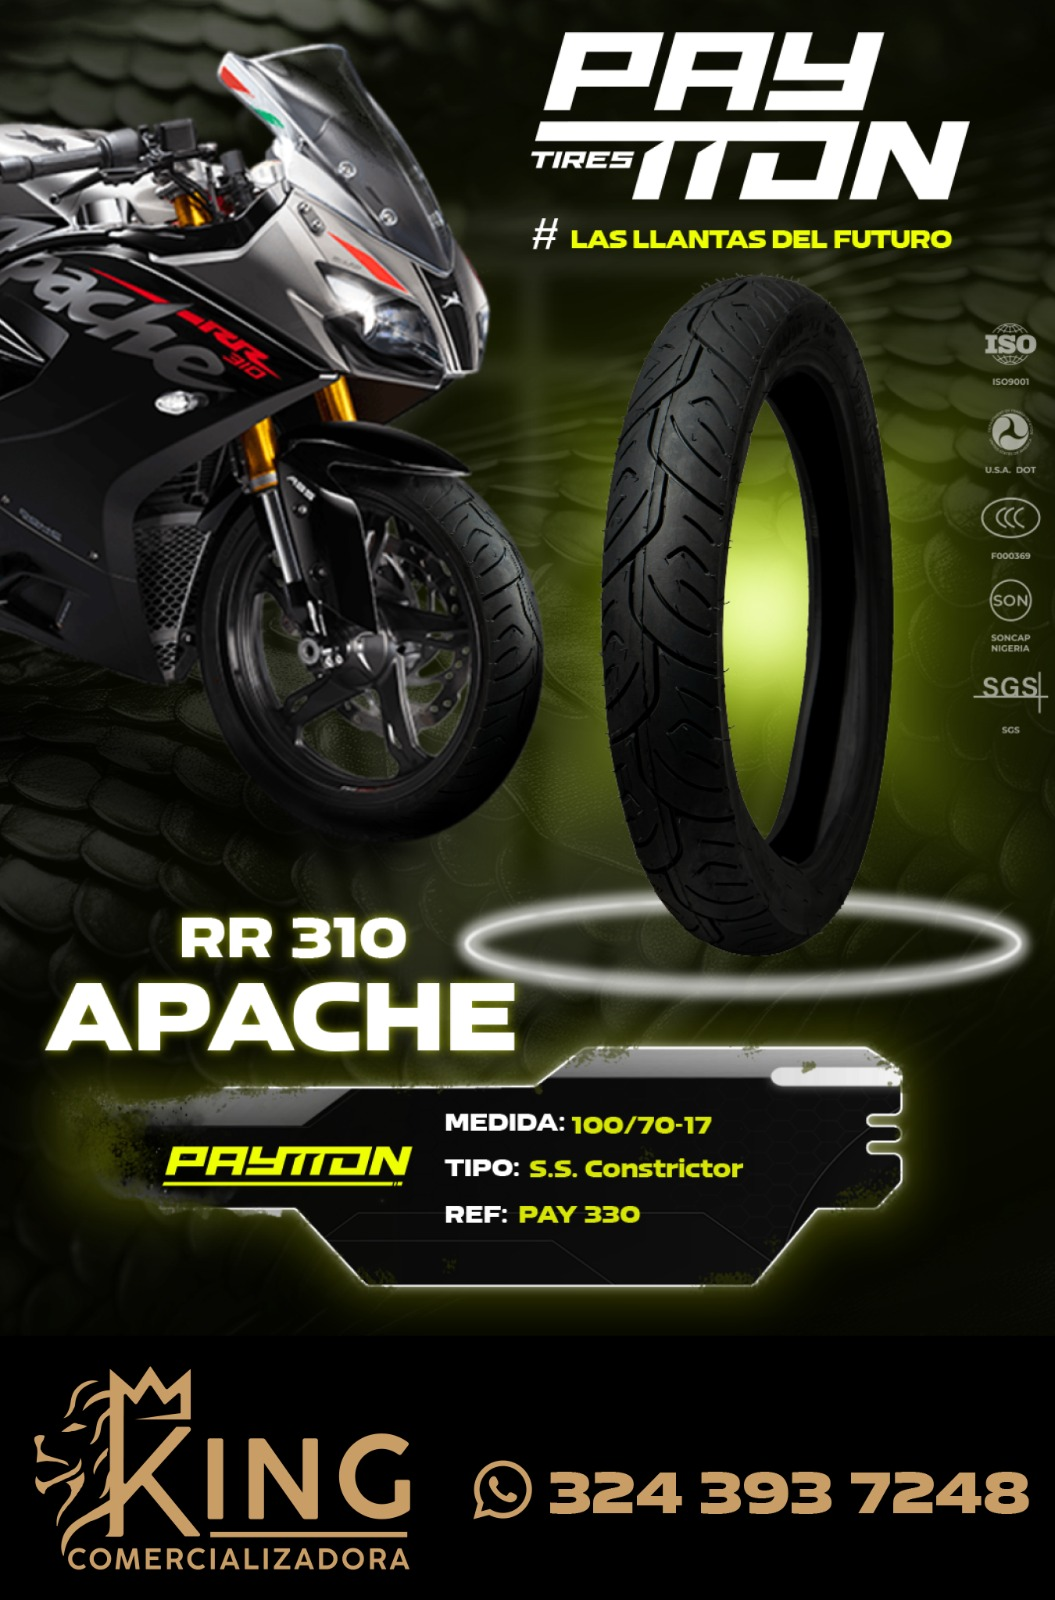 PAY
TIRES TTON
# LAS LLANTAS DEL FUTURO
Apache
RR
310
ABS
ISO
ISO9001
U.S.A. DOT
CCC
F000369
SON
SONCAP
NIGERIA
SGS
SGS
RR 310
APACHE
PAYTTON
MEDIDA: 100/70-17
TIPO: S.S. Constrictor
REF: PAY 330
KING
COMERCIALIZADORA
324 393 7248